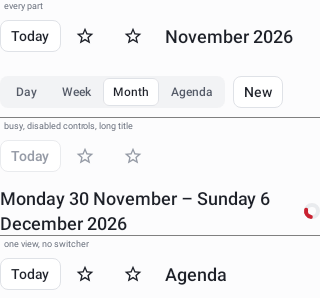 every part
Today November 2026
Day Week Month Agenda New
busy, disabled controls, long title
Today
Monday 30 November – Sunday 6
December 2026
one view, no switcher
Today Agenda